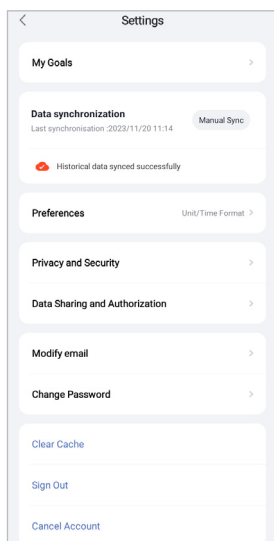 Settings
My Goals
Data synchronization
Last synchronisation :2023/11/20 11:14
Manual Sync
Historical data synced successfully
Preferences
Unit/Time Format
Privacy and Security
Data Sharing and Authorization
Modify email
Change Password
Clear Cache
Sign Out
Cancel Account